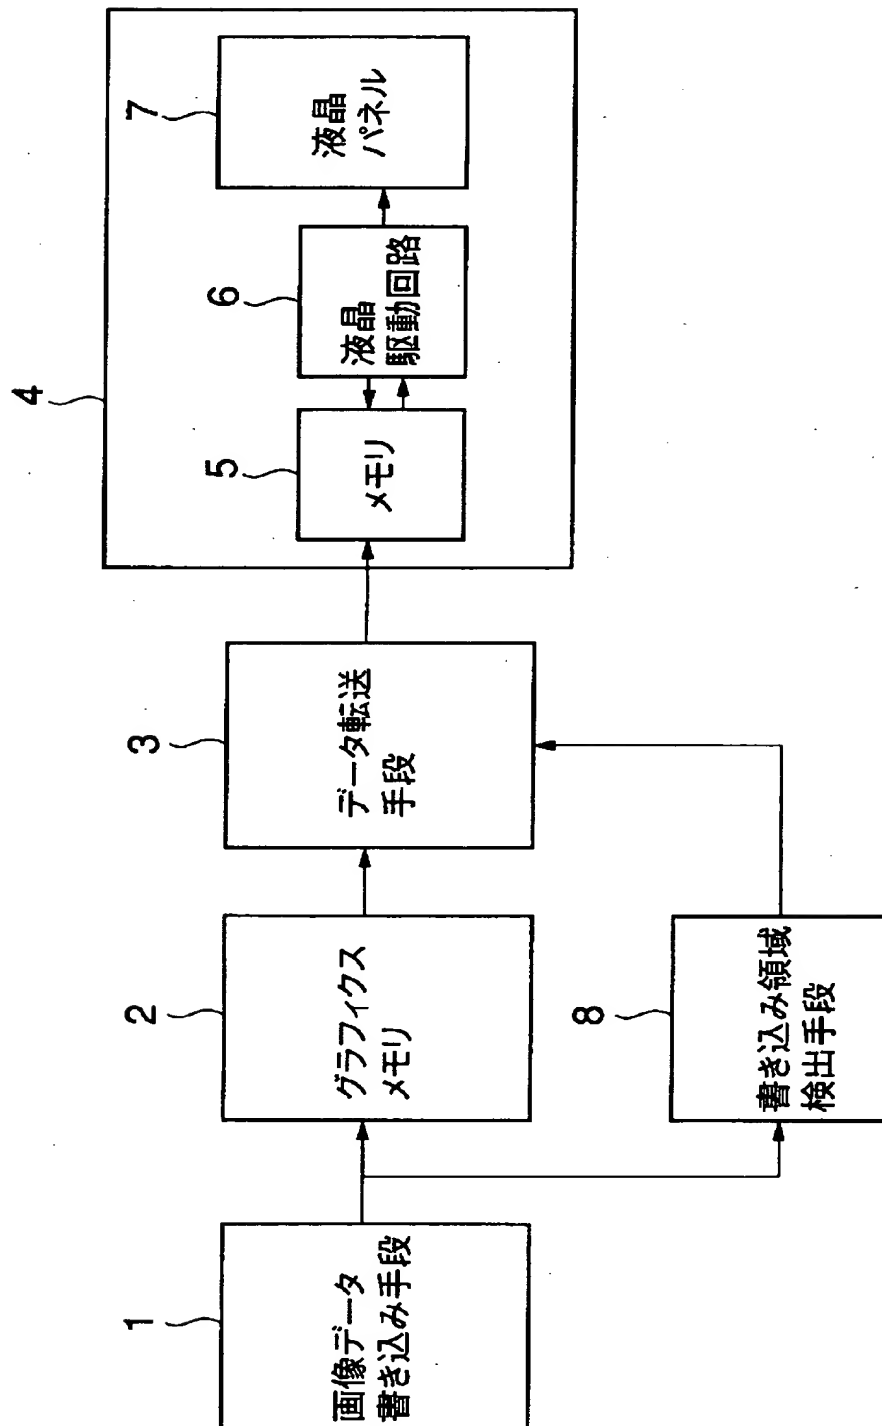 1
画像データ
書き込み手段
2
グラフィクス
メモリ
3
データ転送
手段
4
5
メモリ
6
液晶
駆動回路
7
液晶
パネル
8
書き込み領域
検出手段